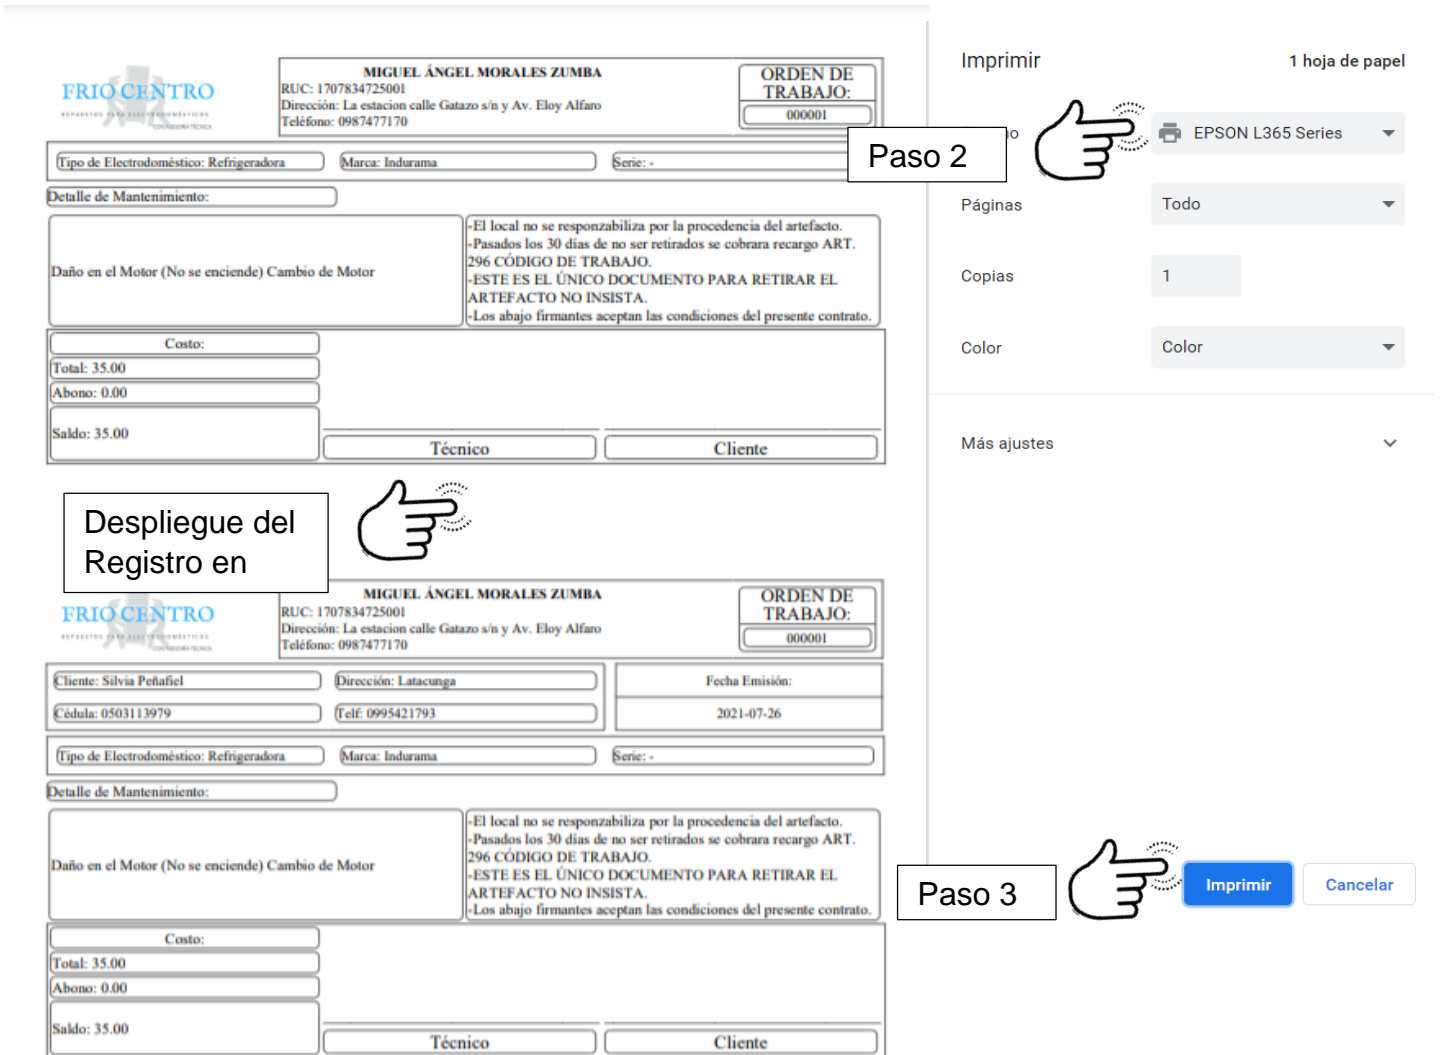 FRIO CENTRO
REPUESTOS PARA ELECTRODOMÉSTICOS
CON ASESORÍA TÉCNICA
MIGUEL ÁNGEL MORALES ZUMBA
RUC: 1707834725001
Dirección: La estacion calle Gatazo s/n y Av. Eloy Alfaro
Teléfono: 0987477170
ORDEN DE
TRABAJO:
000001
Tipo de Electrodoméstico: Refrigeradora
Marca: Indurama
Serie: -
Detalle de Mantenimiento:
Daño en el Motor (No se enciende) Cambio de Motor
-El local no se responzabiliza por la procedencia del artefacto.
-Pasados los 30 días de no ser retirados se cobrara recargo ART.
296 CÓDIGO DE TRABAJO.
-ESTE ES EL ÚNICO DOCUMENTO PARA RETIRAR EL
ARTEFACTO NO INSISTA.
-Los abajo firmantes aceptan las condiciones del presente contrato.
Costo:
Total: 35.00
Abono: 0.00
Saldo: 35.00
Técnico
Cliente
Despliegue del
Registro en
FRIO CENTRO
REPUESTOS PARA ELECTRODOMÉSTICOS
CON ASESORÍA TÉCNICA
MIGUEL ÁNGEL MORALES ZUMBA
RUC: 1707834725001
Dirección: La estacion calle Gatazo s/n y Av. Eloy Alfaro
Teléfono: 0987477170
ORDEN DE
TRABAJO:
000001
Cliente: Silvia Peñafiel
Dirección: Latacunga
Fecha Emisión:
Cédula: 0503113979
Telf: 0995421793
2021-07-26
Tipo de Electrodoméstico: Refrigeradora
Marca: Indurama
Serie: -
Detalle de Mantenimiento:
Daño en el Motor (No se enciende) Cambio de Motor
-El local no se responzabiliza por la procedencia del artefacto.
-Pasados los 30 días de no ser retirados se cobrara recargo ART.
296 CÓDIGO DE TRABAJO.
-ESTE ES EL ÚNICO DOCUMENTO PARA RETIRAR EL
ARTEFACTO NO INSISTA.
-Los abajo firmantes aceptan las condiciones del presente contrato.
Costo:
Total: 35.00
Abono: 0.00
Saldo: 35.00
Técnico
Cliente
Imprimir
1 hoja de papel
Paso 2
EPSON L365 Series
Páginas
Todo
Copias
1
Color
Color
Más ajustes
Paso 3
Imprimir
Cancelar